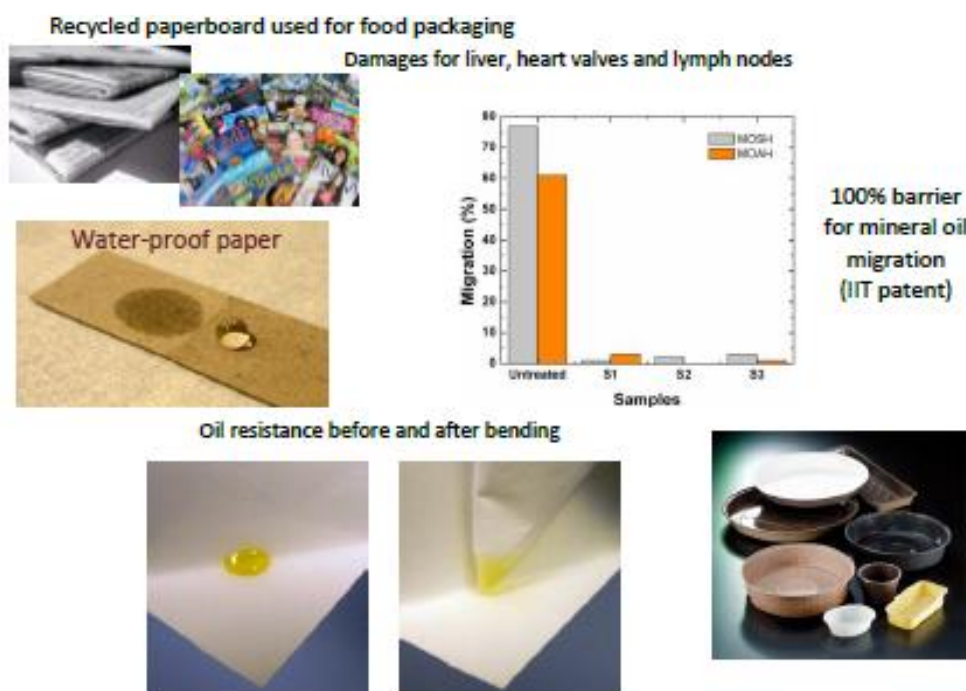 Recycled paperboard used for food packaging
Damages for liver, heart valves and lymph nodes
80
70
60
50
40
30
20
10
0
Migration (%)
MOSH
MOAH
Untreated
S1
S2
S3
Samples
100% barrier
for mineral oil
migration
(IIT patent)
Water-proof paper
Oil resistance before and after bending